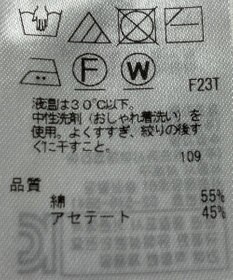 F
W
F23T
液温は30℃以下。
中性洗剤(おしゃれ着洗い)を
使用。よくすすぎ、絞りの後す
ぐに干すこと。
109
品質
綿 55%
アセテート 45%